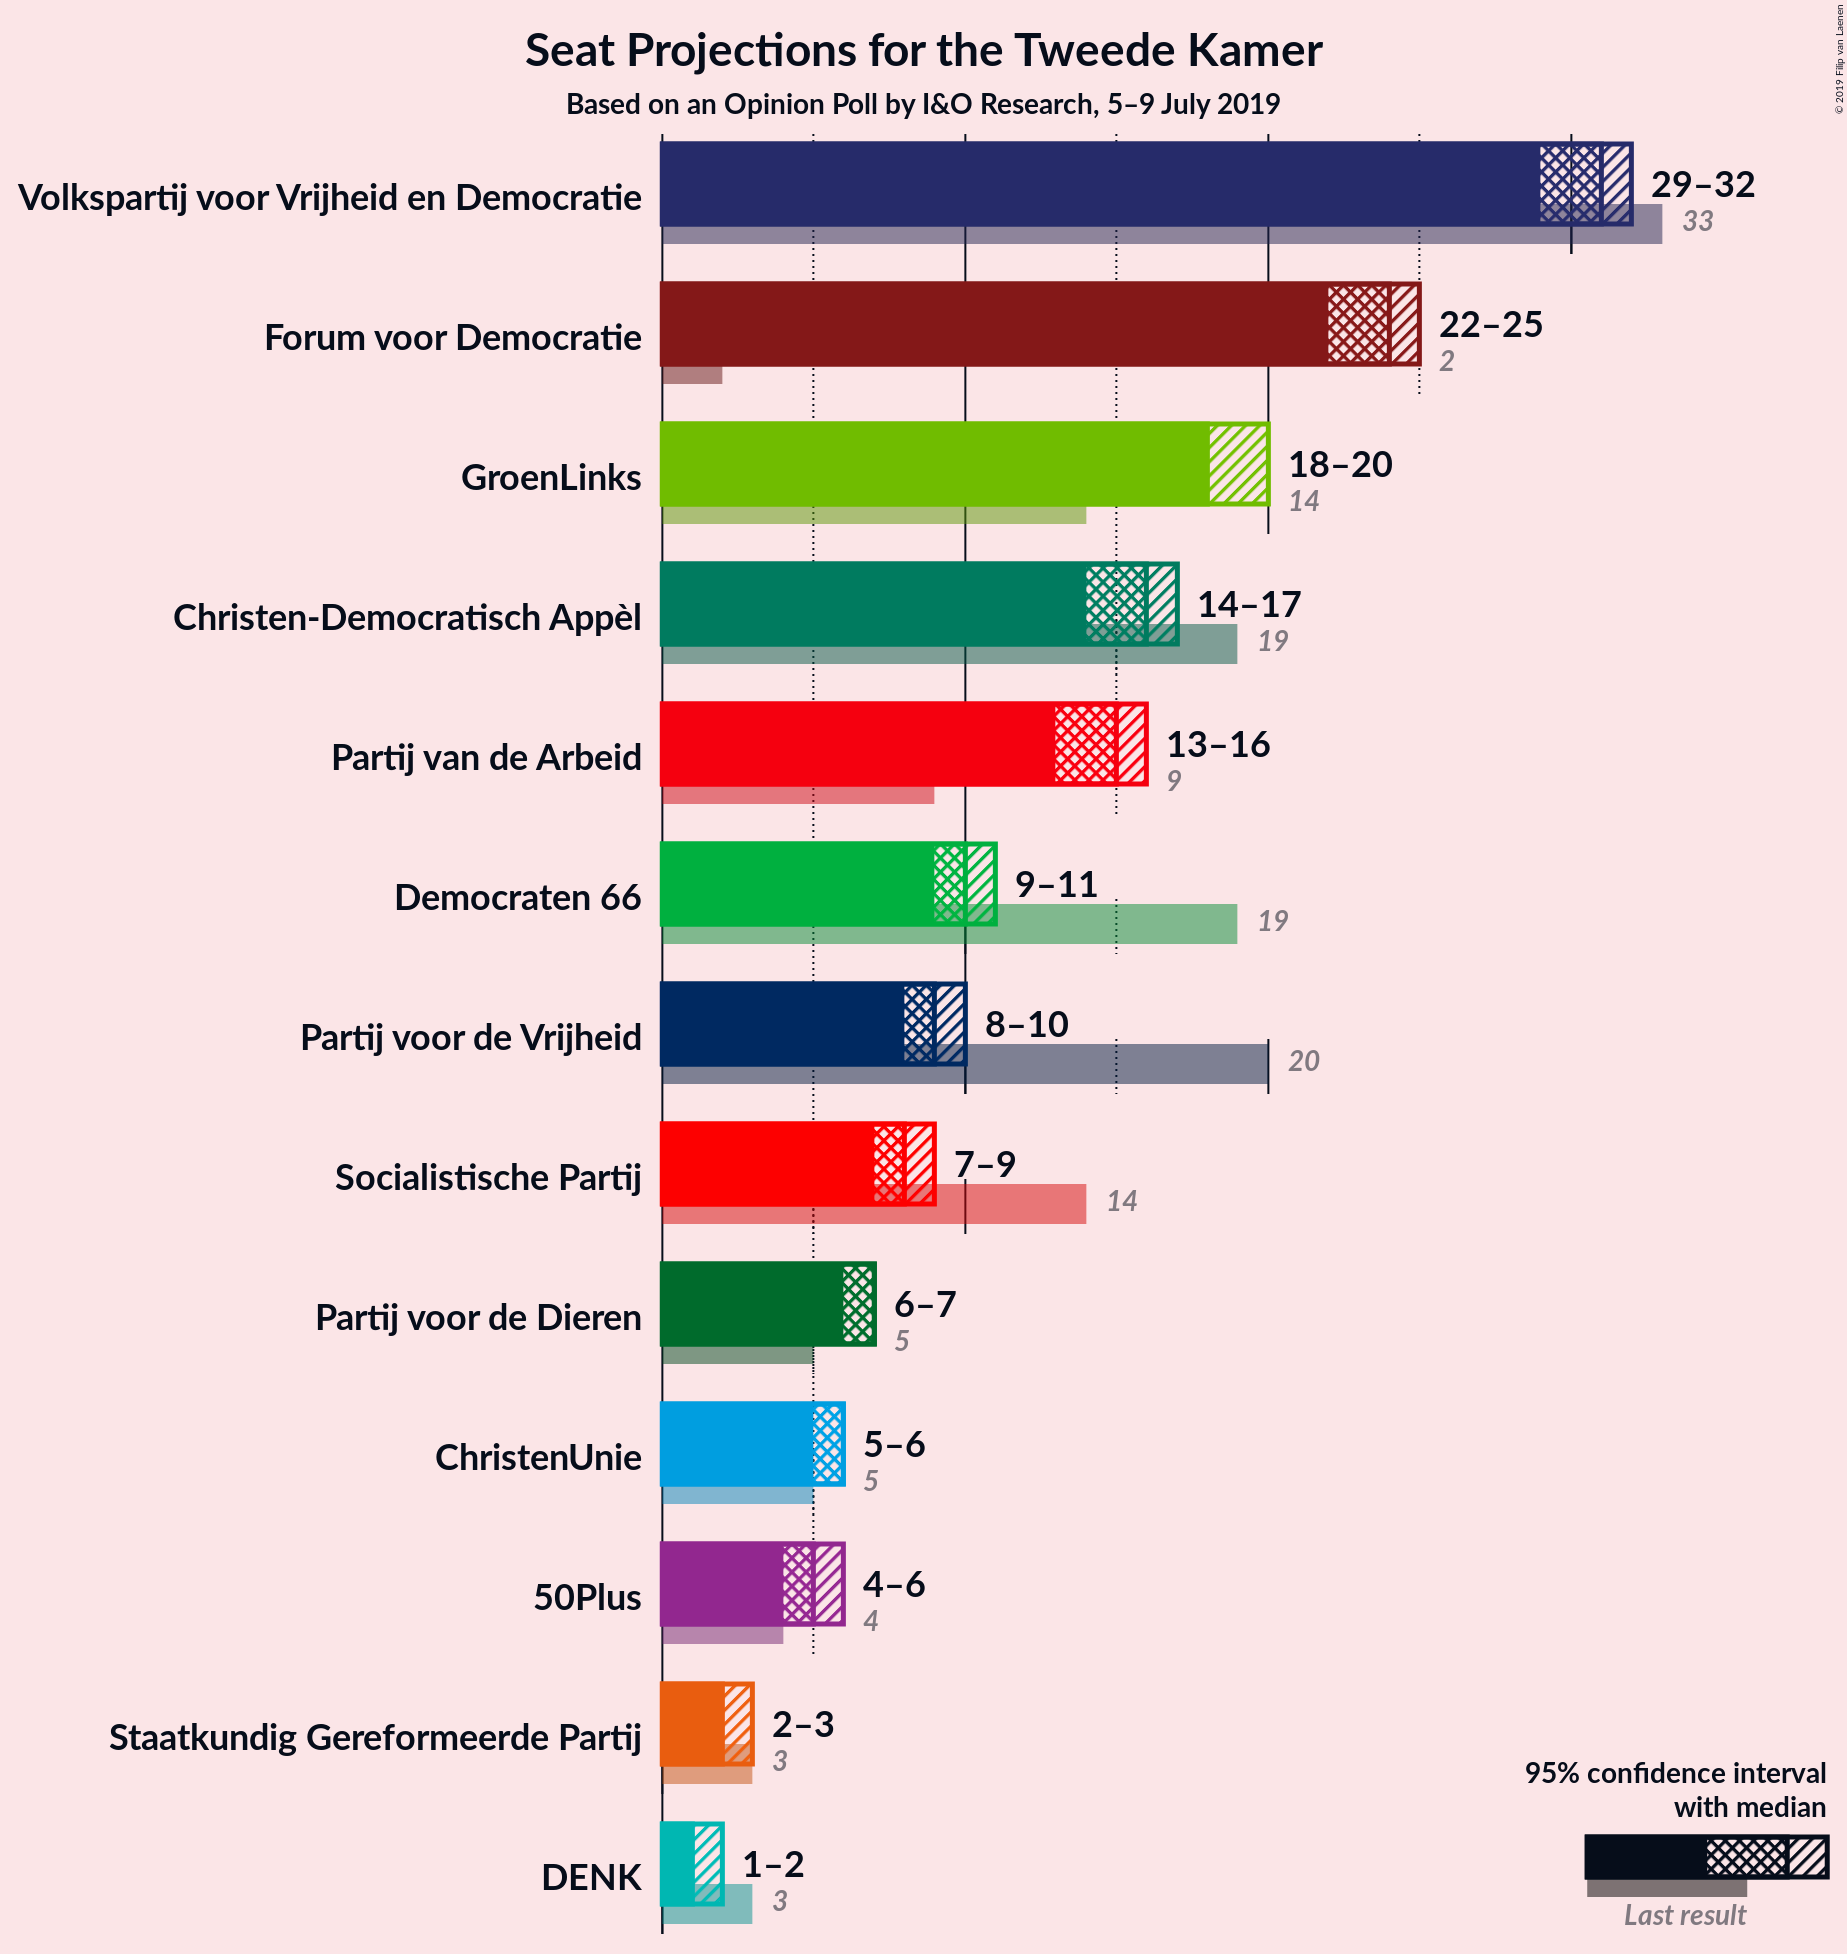 Seat Projections for the Tweede Kamer
Based on an Opinion Poll by I&O Research, 5–9 July 2019
© 2019 Filip van Laenen
Volkspartij voor Vrijheid en Democratie
29–32
33
Forum voor Democratie
22–25
2
GroenLinks
18–20
14
Christen-Democratisch Appèl
14–17
19
Partij van de Arbeid
13–16
9
Democraten 66
9–11
19
Partij voor de Vrijheid
8–10
20
Socialistische Partij
7–9
14
Partij voor de Dieren
6–7
5
ChristenUnie
5–6
5
50Plus
4–6
4
Staatkundig Gereformeerde Partij
2–3
3
DENK
1–2
3
95% confidence interval
with median
Last result